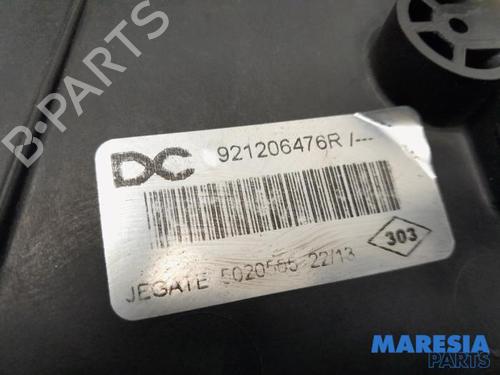 B-PARTS
DC 921206476R /---
303
JEGATE 5020565 22/13
MARESIA
PARTS